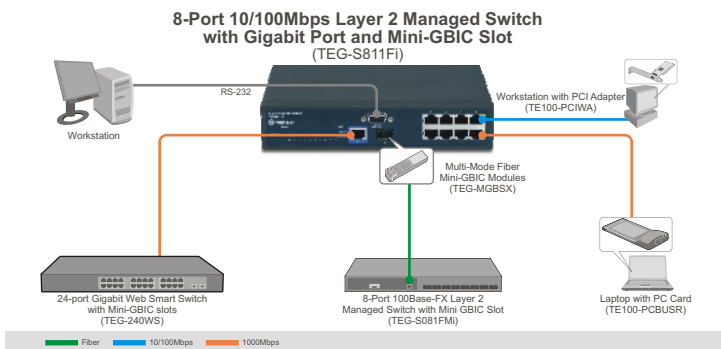 8-Port 10/100Mbps Layer 2 Managed Switch
with Gigabit Port and Mini-GBIC Slot
(TEG-S811Fi)
RS-232
Workstation
Workstation with PCI Adapter
(TE100-PCIWA)
Multi-Mode Fiber
Mini-GBIC Modules
(TEG-MGBSX)
24-port Gigabit Web Smart Switch
with Mini-GBIC slots
(TEG-240WS)
8-Port 100Base-FX Layer 2
Managed Switch with Mini GBIC Slot
(TEG-S081FMi)
Laptop with PC Card
(TE100-PCBUSR)
Fiber
10/100Mbps
1000Mbps